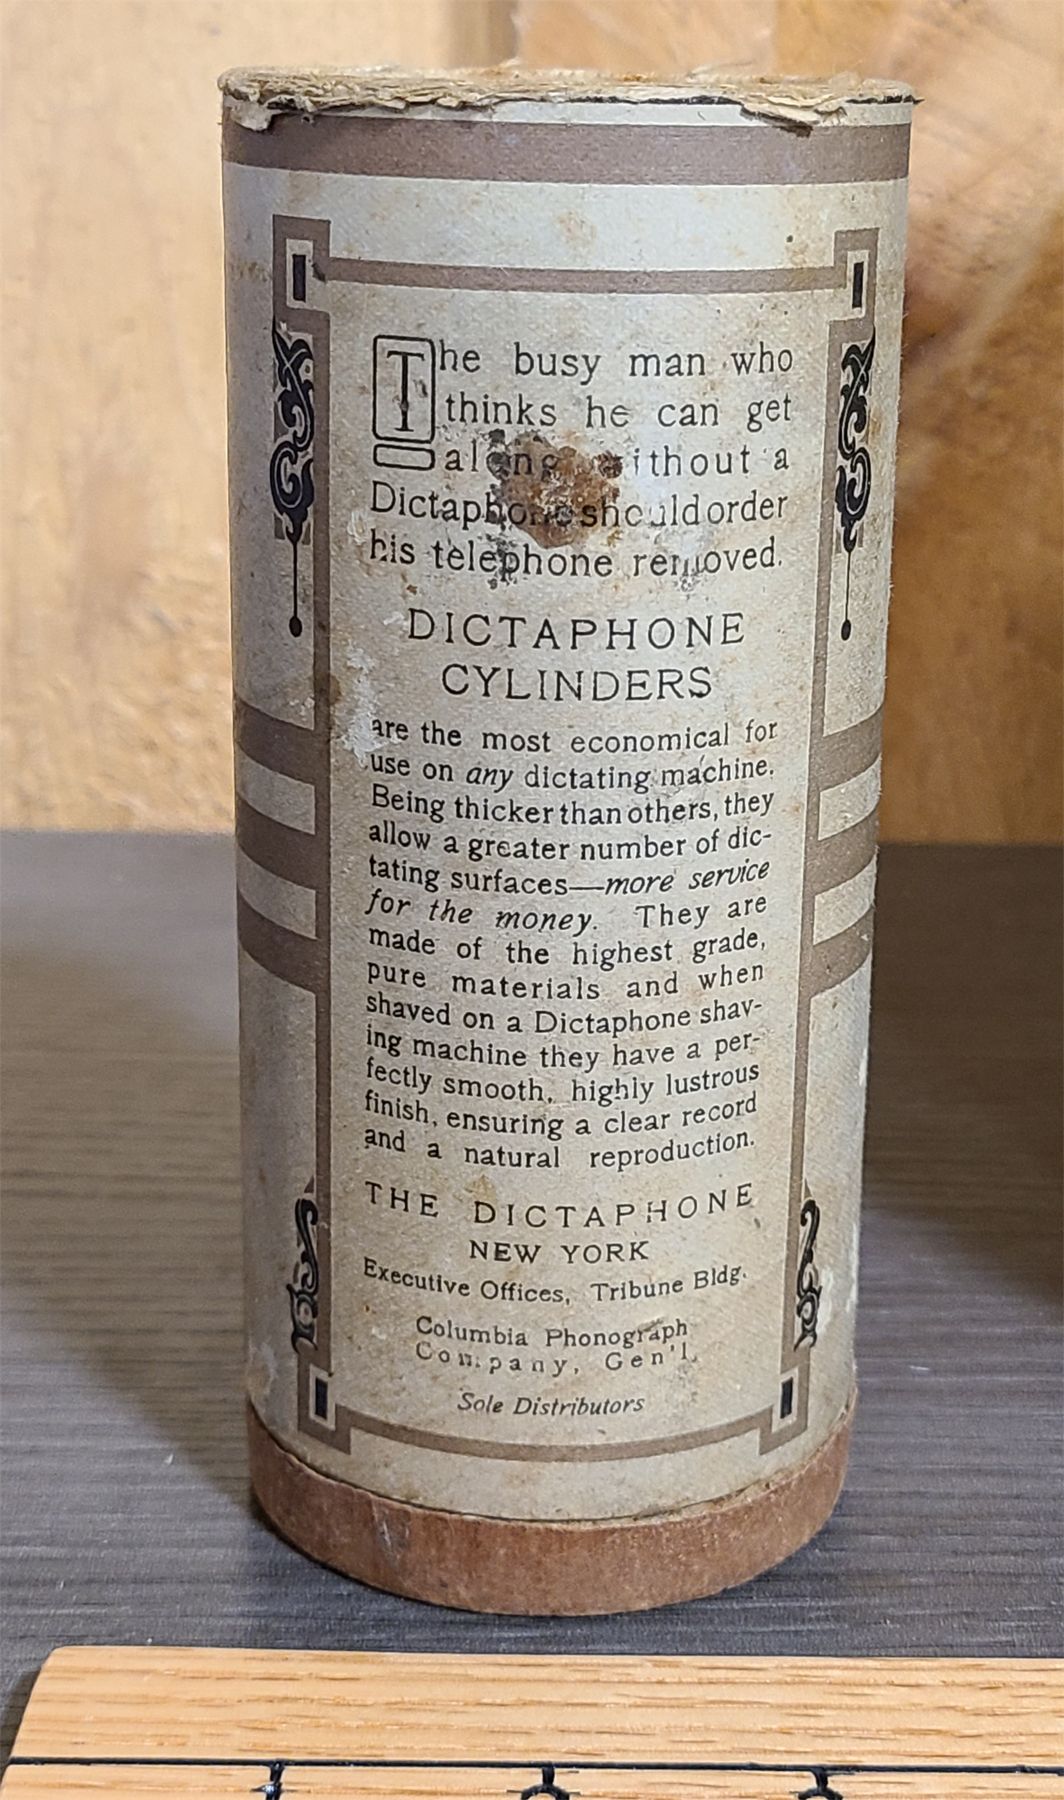 The busy man who
thinks he can get
along without a
Dictaphone should order
his telephone removed.
DICTAPHONE
CYLINDERS
are the most economical for
use on any dictating machine.
Being thicker than others, they
allow a greater number of dic-
tating surfaces—more service
for the money. They are
made of the highest grade,
pure materials and when
shaved on a Dictaphone shav-
ing machine they have a per-
fectly smooth, highly lustrous
finish, ensuring a clear record
and a natural reproduction.
THE DICTAPHONE
NEW YORK
Executive Offices, Tribune Bldg.
Columbia Phonograph
Company, Gen'l.
Sole Distributors